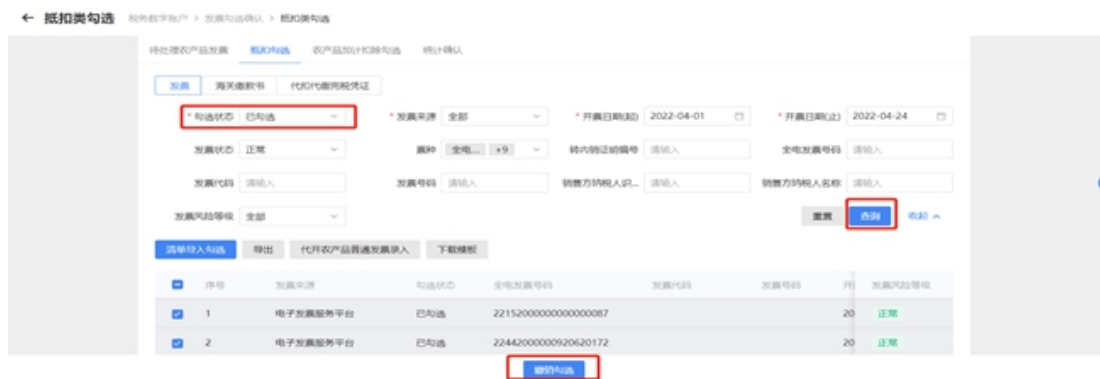 ← 抵扣类勾选 税务数字账户 > 发票勾选确认 > 抵扣类勾选
待处理农产品发票 抵扣勾选 农产品加计扣除勾选 统计确认
发票 海关缴款书 代扣代缴完税凭证
* 勾选状态 已勾选 * 发票来源 全部 * 开票日期(起) 2022-04-01 * 开票日期(止) 2022-04-24
发票状态 正常 票种 全电... +9 转内销证明编号 请输入 全电发票号码 请输入
发票代码 请输入 发票号码 请输入 销售方纳税人识... 请输入 销售方纳税人名称 请输入
发票风险等级 全部 重置 查询 收起
清单导入勾选 导出 代开农产品普通发票录入 下载模板
序号 发票来源 勾选状态 全电发票号码 发票代码 发票号码 开 发票风险等级
1 电子发票服务平台 已勾选 22152000000000000087 20 正常
2 电子发票服务平台 已勾选 22442000000920620172 20 正常
撤销勾选